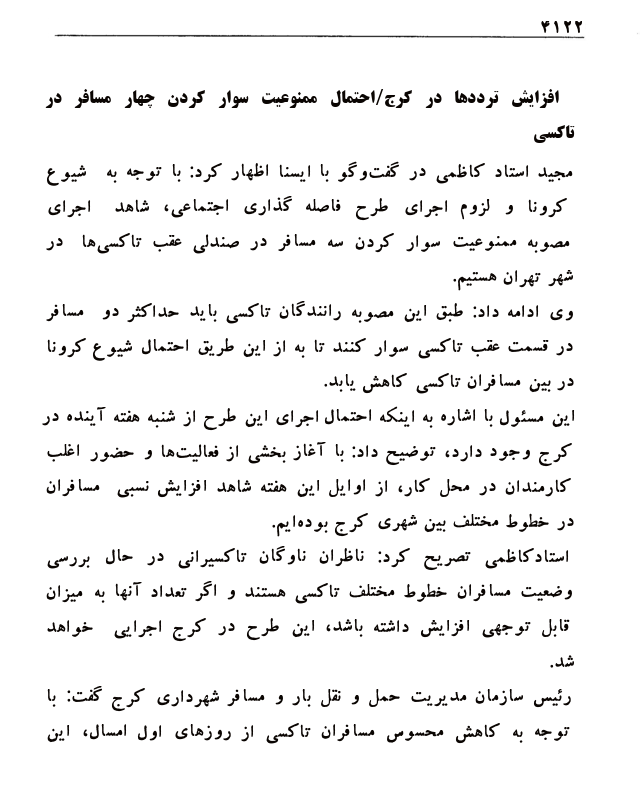 ۴۱۲۲
افزایش ترددها در کرج/احتمال ممنوعیت سوار کردن چهار مسافر در
تاکسی
مجید استاد کاظمی در گفت‌وگو با ایسنا اظهار کرد: با توجه به شیوع
کرونا و لزوم اجرای طرح فاصله گذاری اجتماعی، شاهد اجرای
مصوبه ممنوعیت سوار کردن سه مسافر در صندلی عقب تاکسی‌ها در
شهر تهران هستیم.
وی ادامه داد: طبق این مصوبه رانندگان تاکسی باید حداکثر دو مسافر
در قسمت عقب تاکسی سوار کنند تا به از این طریق احتمال شیوع کرونا
در بین مسافران تاکسی کاهش یابد.
این مسئول با اشاره به اینکه احتمال اجرای این طرح از شنبه هفته آینده در
کرج وجود دارد، توضیح داد: با آغاز بخشی از فعالیت‌ها و حضور اغلب
کارمندان در محل کار، از اوایل این هفته شاهد افزایش نسبی مسافران
در خطوط مختلف بین شهری کرج بوده‌ایم.
استادکاظمی تصریح کرد: ناظران ناوگان تاکسیرانی در حال بررسی
وضعیت مسافران خطوط مختلف تاکسی هستند و اگر تعداد آنها به میزان
قابل توجهی افزایش داشته باشد، این طرح در کرج اجرایی خواهد
شد.
رئیس سازمان مدیریت حمل و نقل بار و مسافر شهرداری کرج گفت: با
توجه به کاهش محسوس مسافران تاکسی از روزهای اول امسال، این